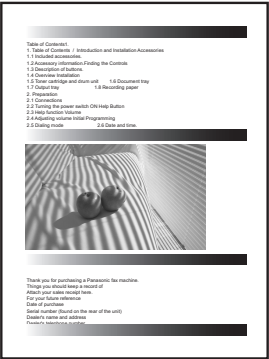 Table of Contents1.
1. Table of Contents / Introduction and Installation Accessories
1.1 Included accessories.
1.2 Accessory information.Finding the Controls
1.3 Description of buttons.
1.4 Overview Installation
1.5 Toner cartridge and drum unit 1.6 Document tray
1.7 Output tray 1.8 Recording paper
2. Preparation
2.1 Connections
2.2 Turning the power switch ON Help Button
2.3 Help function Volume
2.4 Adjusting volume Initial Programming
2.5 Dialing mode 2.6 Date and time.
Thank you for purchasing a Panasonic fax machine.
Things you should keep a record of
Attach your sales receipt here.
For your future reference
Date of purchase
Serial number (found on the rear of the unit)
Dealer's name and address
Dealer's telephone number